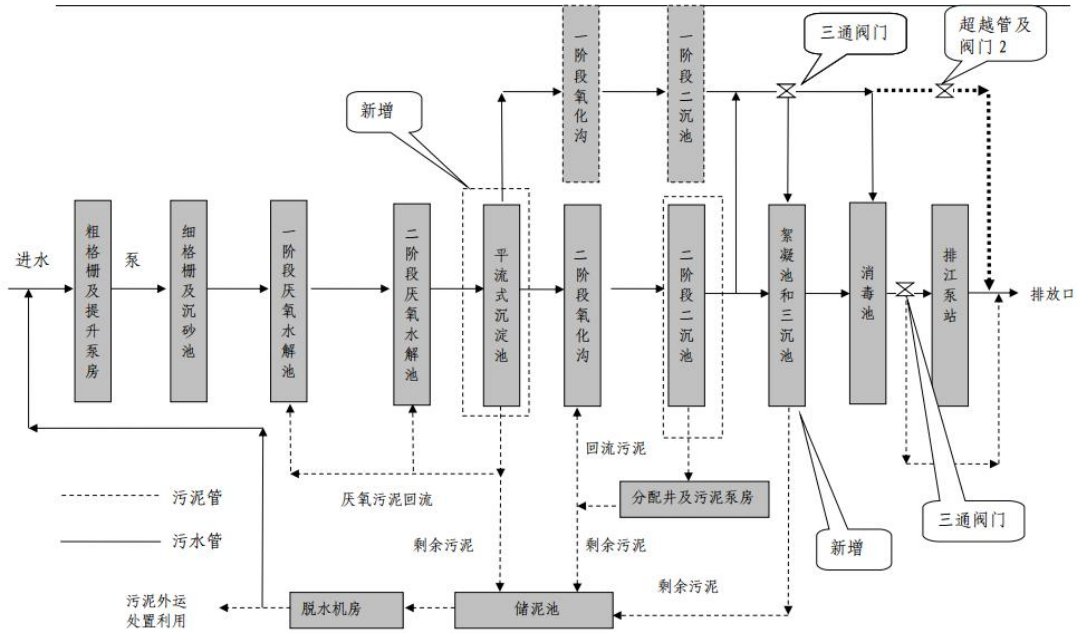 三通阀门
超越管及
阀门 2
新增
一阶段氧化沟
一阶段二沉池
进水
粗格栅及提升泵房
泵
细格栅及沉砂池
一阶段厌氧水解池
二阶段厌氧水解池
平流式沉淀池
二阶段氧化沟
二阶段二沉池
絮凝池和三沉池
消毒池
排江泵站
排放口
回流污泥
厌氧污泥回流
分配井及污泥泵房
污泥管
污水管
剩余污泥
剩余污泥
剩余污泥
新增
三通阀门
污泥外运
处置利用
脱水机房
储泥池